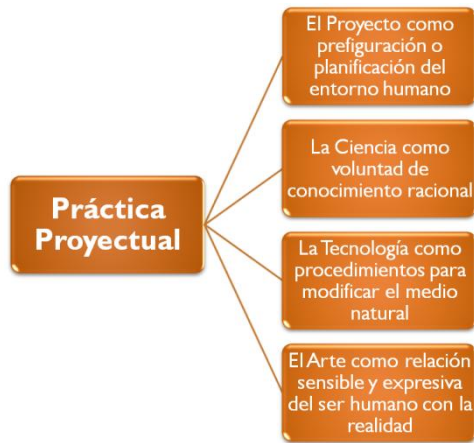 El Proyecto como
prefiguración o
planificación del
entorno humano
La Ciencia como
voluntad de
conocimiento racional
Práctica
Proyectual
La Tecnología como
procedimientos para
modificar el medio
natural
El Arte como relación
sensible y expresiva
del ser humano con la
realidad